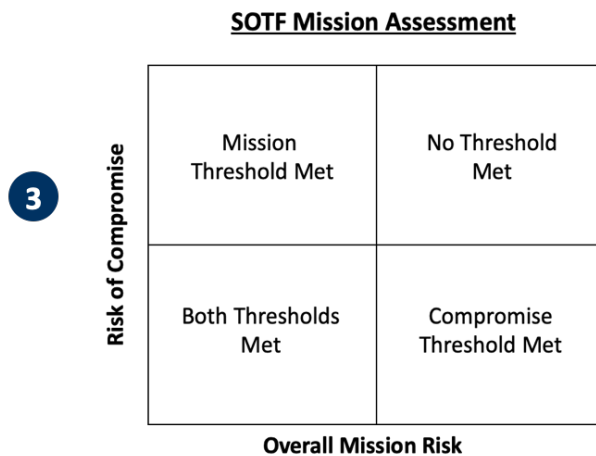 SOTF Mission Assessment
Mission
Threshold Met
No Threshold
Met
3
Risk of Compromise
Both Thresholds
Met
Compromise
Threshold Met
Overall Mission Risk